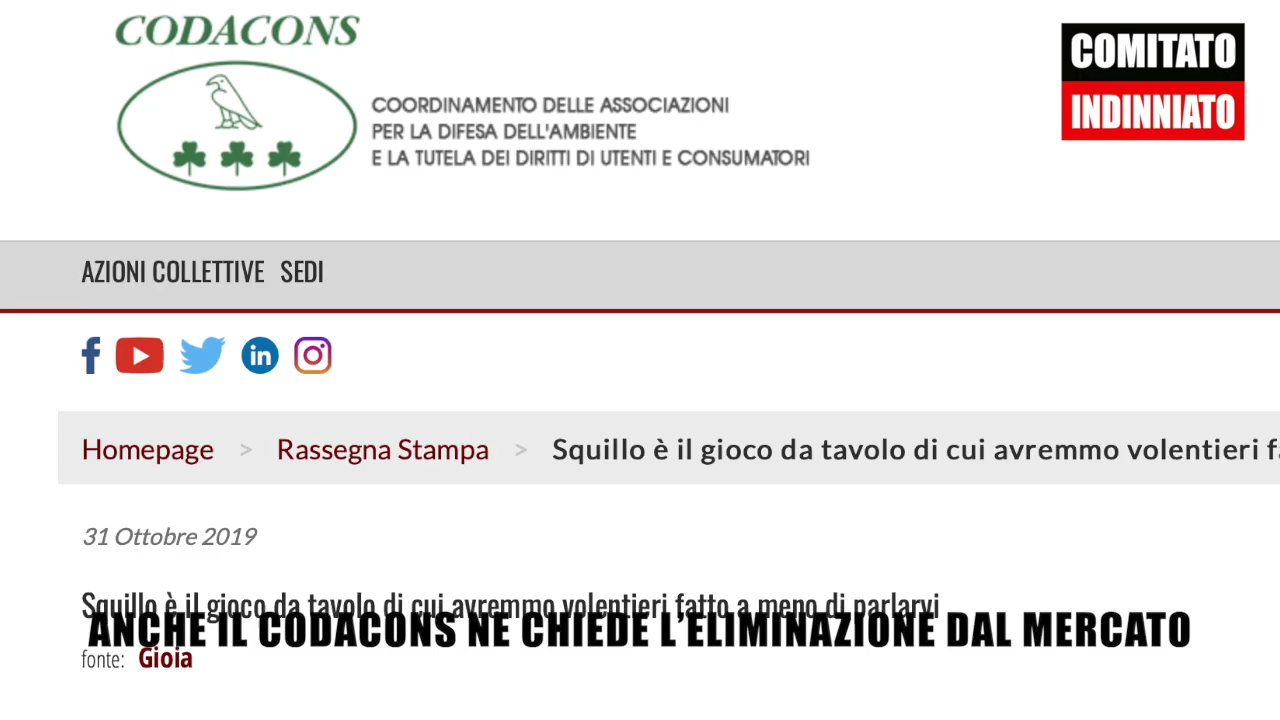 CODACONS
COORDINAMENTO DELLE ASSOCIAZIONI
PER LA DIFESA DELL'AMBIENTE
E LA TUTELA DEI DIRITTI DI UTENTI E CONSUMATORI
COMITATO
INDINNIATO
AZIONI COLLETTIVE SEDI
Homepage > Rassegna Stampa > Squillo è il gioco da tavolo di cui avremmo volentieri f
31 Ottobre 2019
Squillo è il gioco da tavolo di cui avremmo volentieri fatto a meno di parlarvi
ANCHE IL CODACONS NE CHIEDE L'ELIMINAZIONE DAL MERCATO
fonte: Gioia